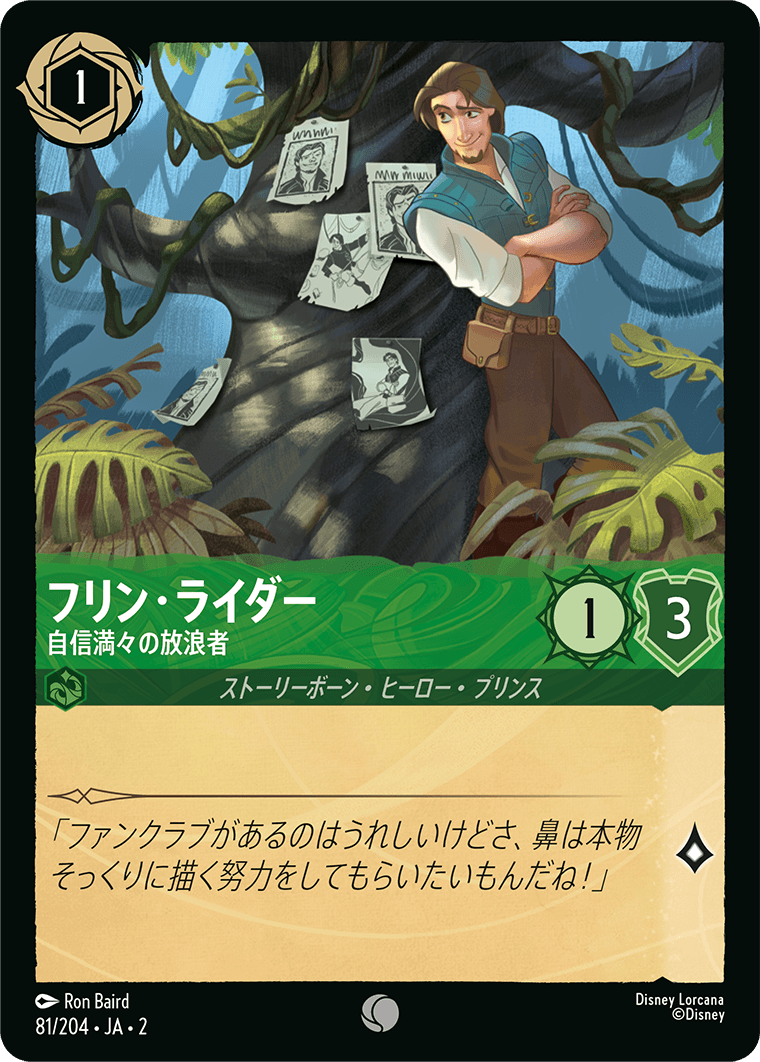 1
フリン・ライダー
自信満々の放浪者
1
3
ストーリーボーン・ヒーロー・プリンス
「ファンクラブがあるのはうれしいけどさ、鼻は本物
そっくりに描く努力をしてもらいたいもんだね！」
Ron Baird
81/204・JA・2
Disney Lorcana
©Disney